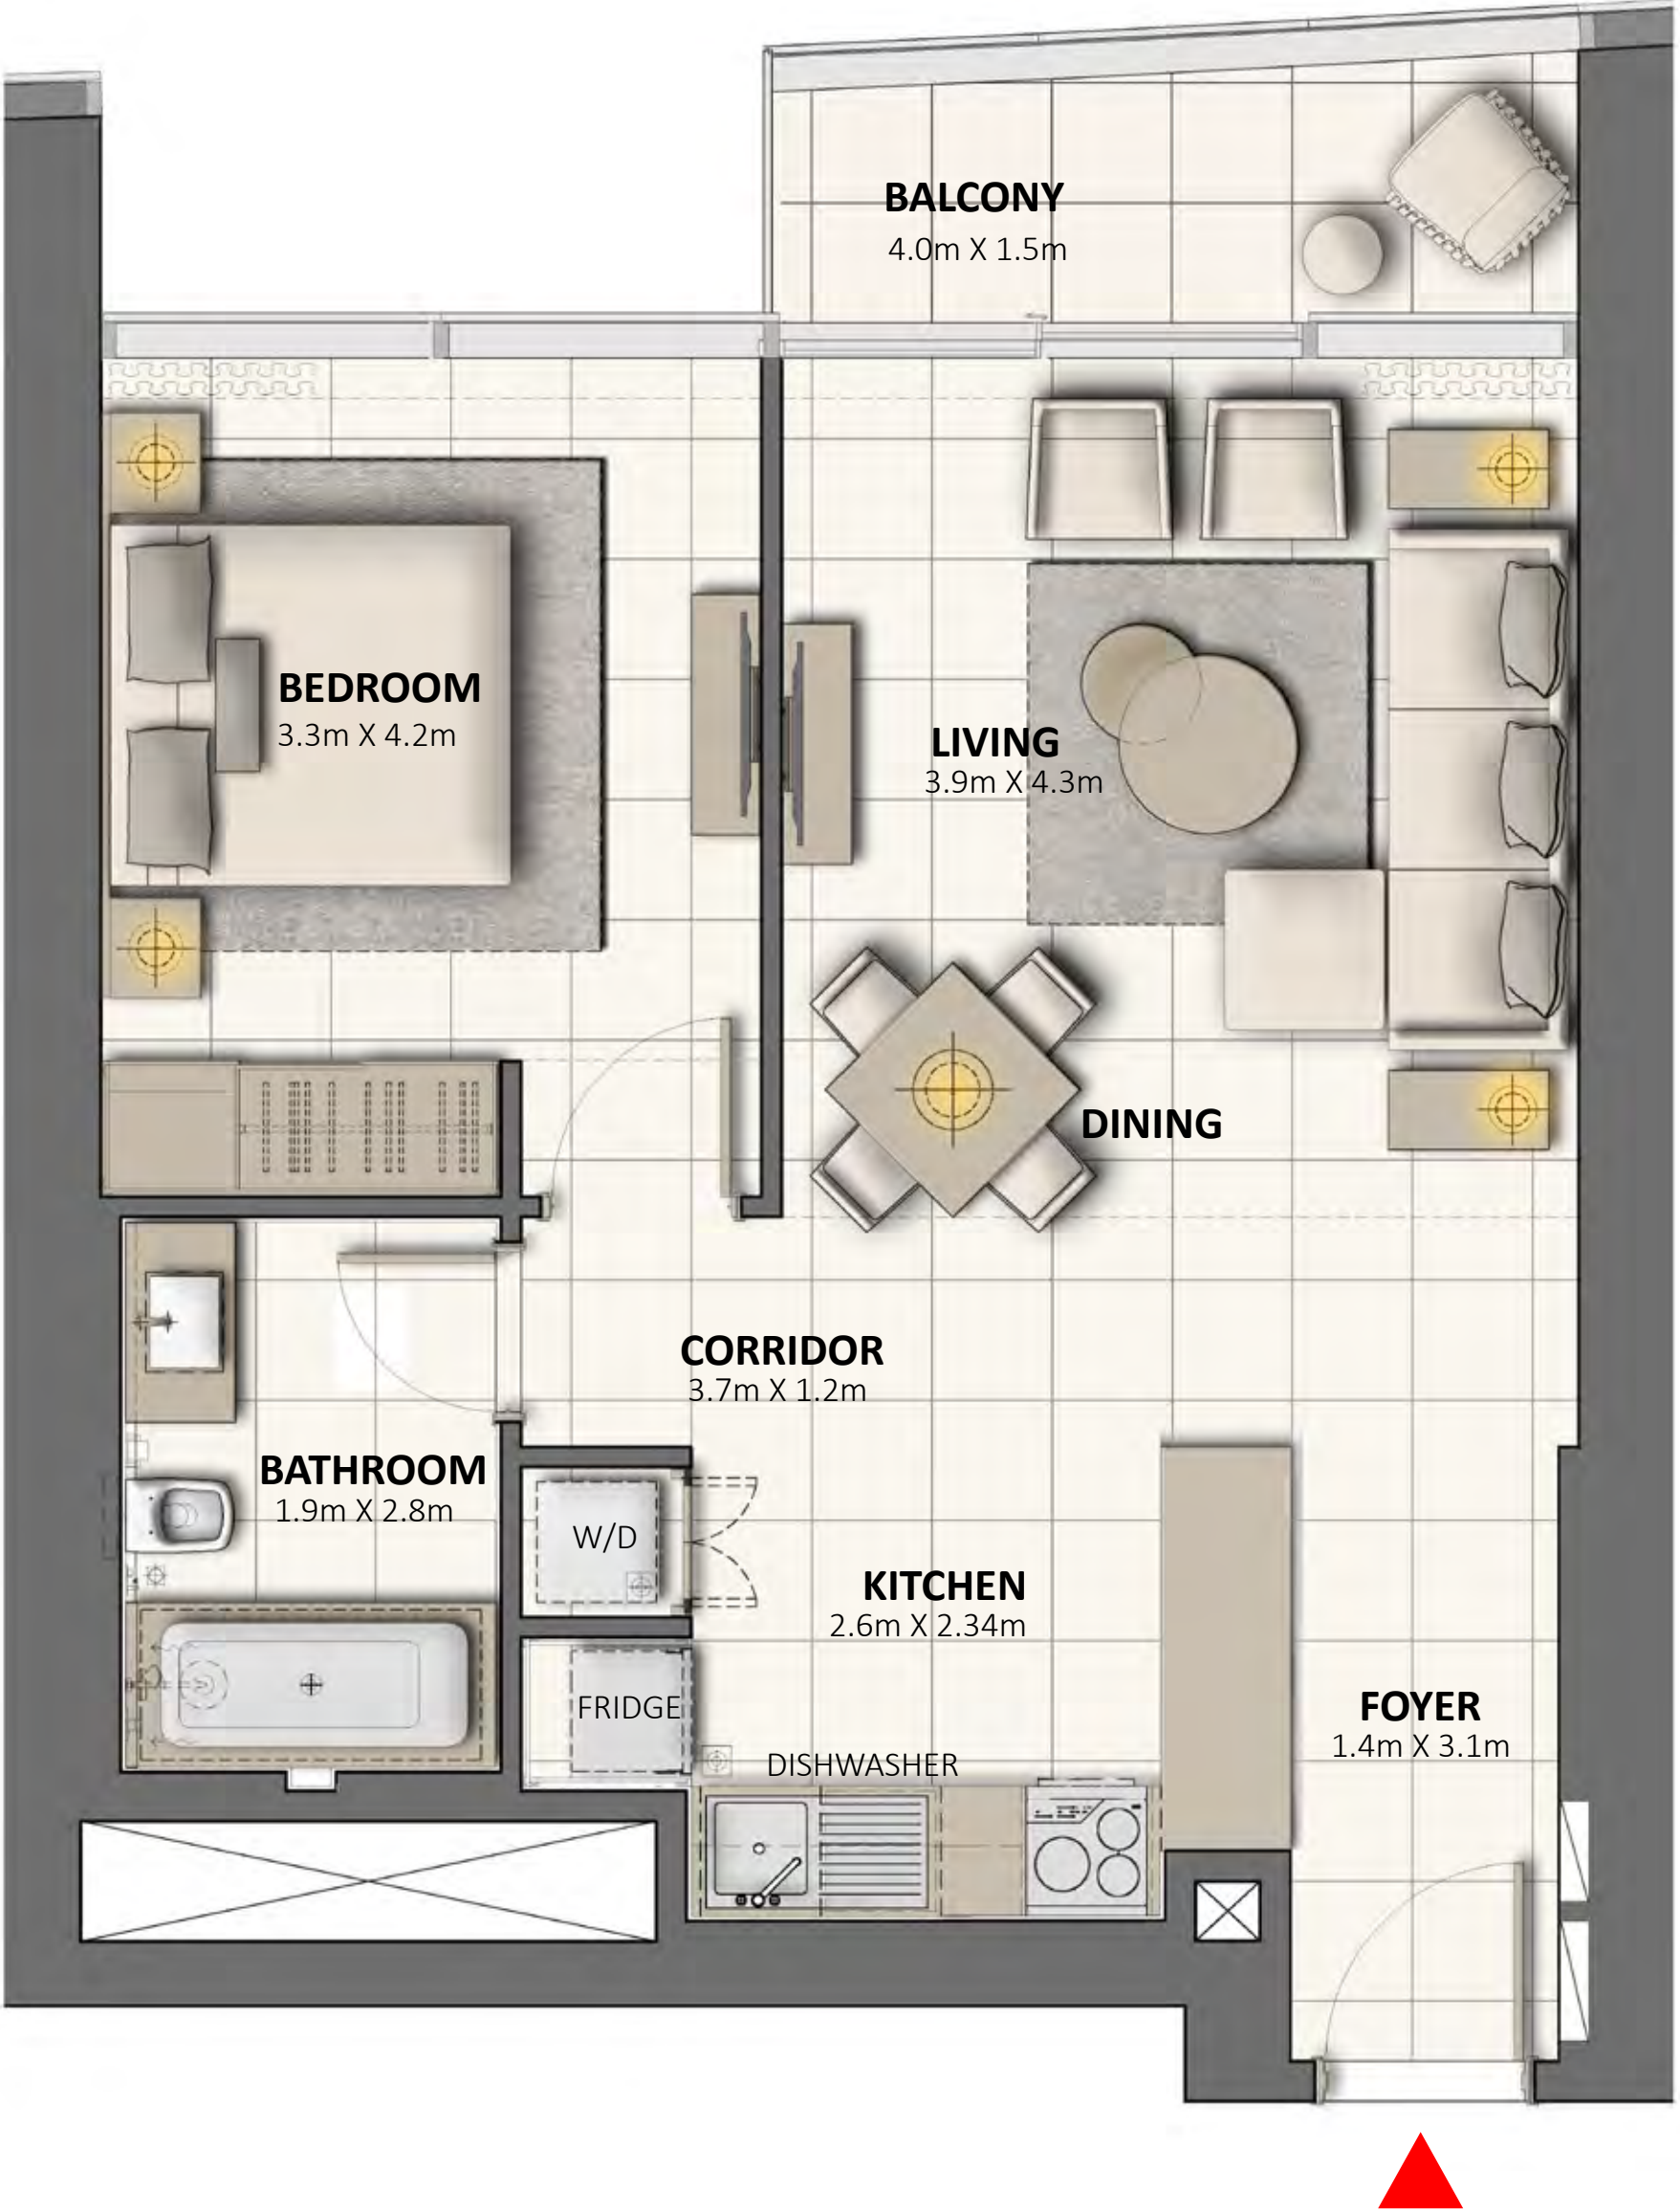 BALCONY
4.0m X 1.5m
BEDROOM
3.3m X 4.2m
LIVING
3.9m X 4.3m
DINING
CORRIDOR
3.7m X 1.2m
BATHROOM
1.9m X 2.8m
W/D
KITCHEN
2.6m X 2.34m
FRIDGE
FOYER
1.4m X 3.1m
DISHWASHER